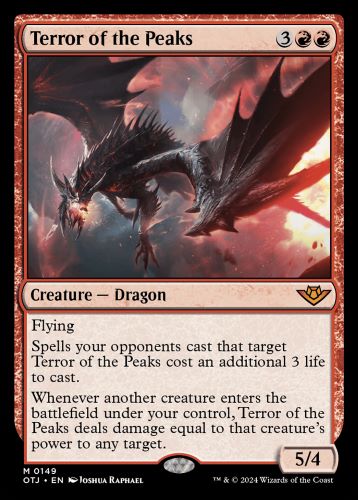 Terror of the Peaks 3
Creature — Dragon
Flying
Spells your opponents cast that target
Terror of the Peaks cost an additional 3 life
to cast.
Whenever another creature enters the
battlefield under your control, Terror of the
Peaks deals damage equal to that creature's
power to any target.
5/4
M 0149
OTJ • EN Joshua Raphael
™ & © 2024 Wizards of the Coast